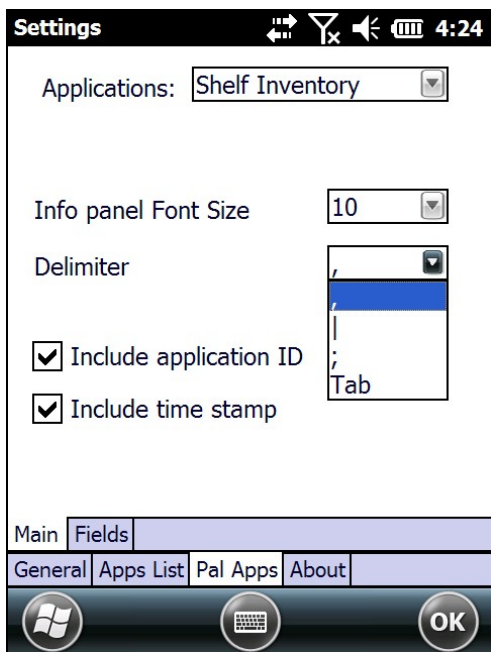 Settings 4:24
Applications: Shelf Inventory
Info panel Font Size 10
Delimiter ,
,
|
;
Tab
Include application ID
Include time stamp
Main Fields
General Apps List Pal Apps About
OK